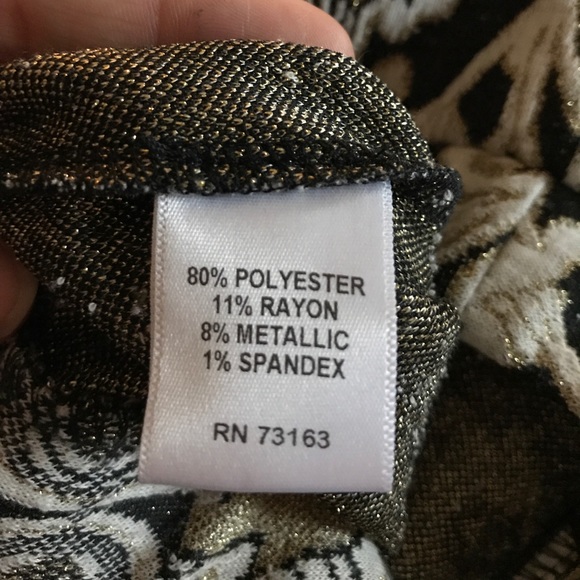 80% POLYESTER
11% RAYON
8% METALLIC
1% SPANDEX
RN 73163